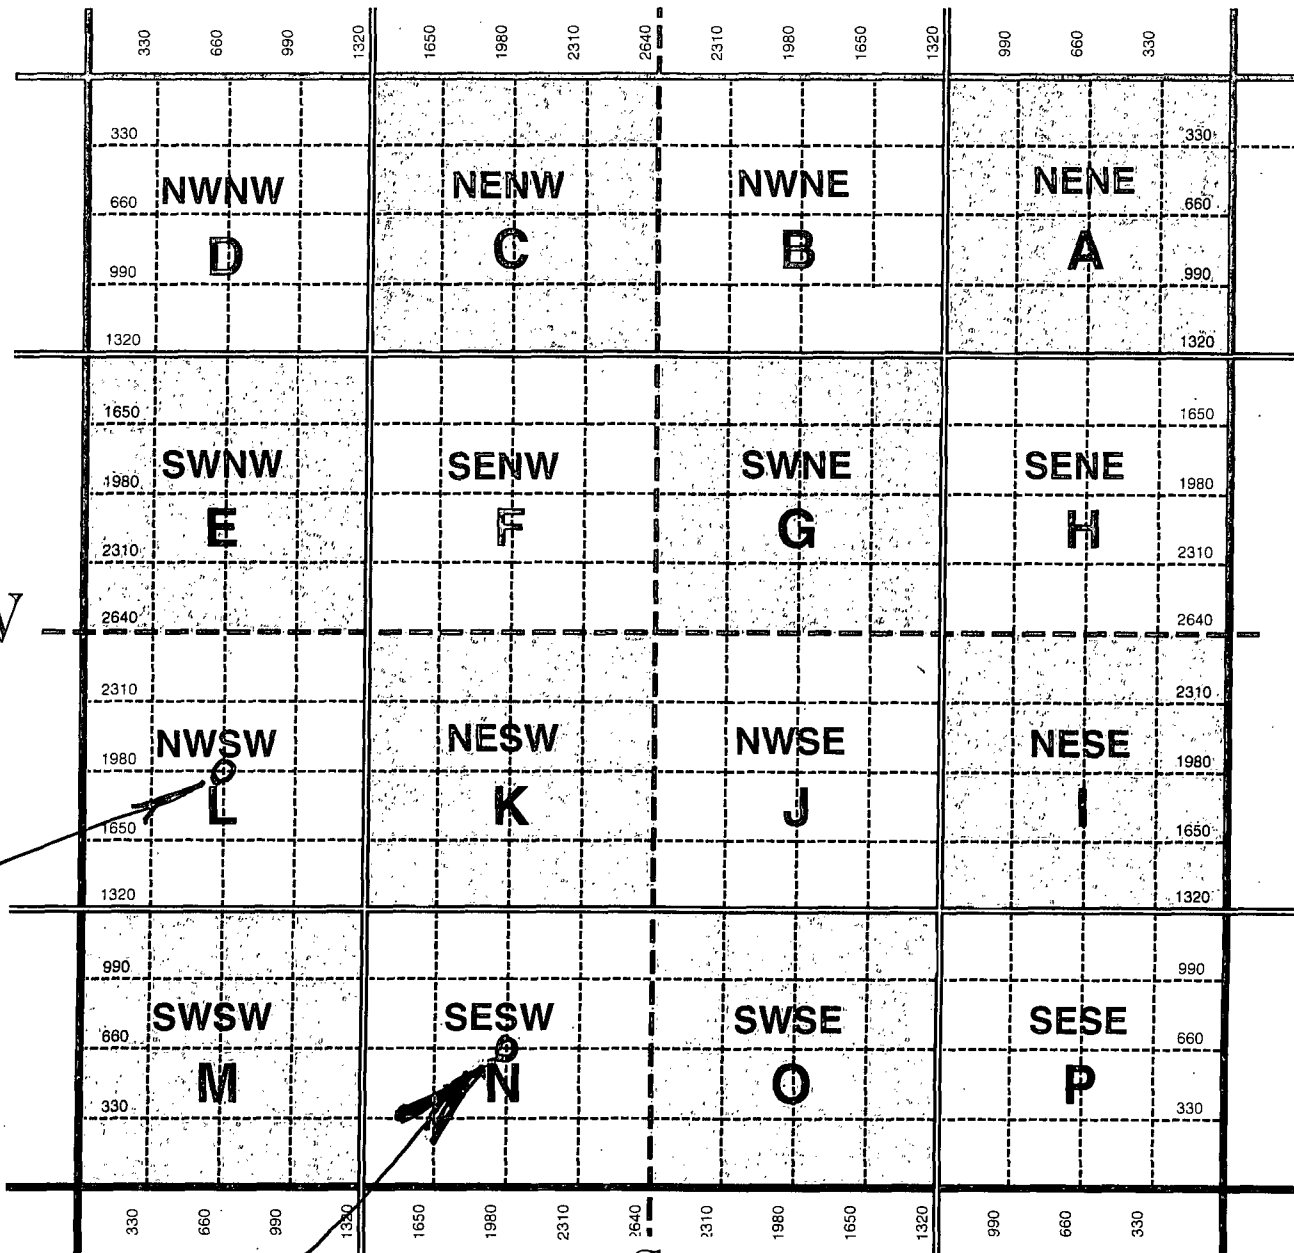 330 660 990 1320 1650 1980 2310 2640 2310 1980 1650 1320 990 660 330
330 330
NWNW NENW NWNE NENE
660 660
D C B A
990 990
1320 1320
1650 1650
SWNW SENW SWNE SENE
1980 1980
E F G H
2310 2310
2640 2640
2310 2310
NWSW NESW NWSE NESE
1980 1980
L K J I
1650 1650
1320 1320
990 990
SWSW SESW SWSE SESE
660 660
M N O P
330 330
330 660 990 1320 1650 1980 2310 2640 2310 1980 1650 1320 990 660 330